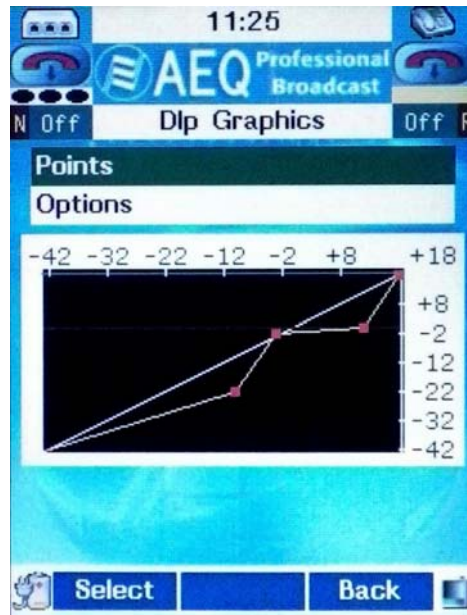 11:25
AEQ Professional Broadcast
N Off Dlp Graphics Off
Points
Options
-42 -32 -22 -12 -2 +8 +18
+8
-2
-12
-22
-32
-42
Select Back